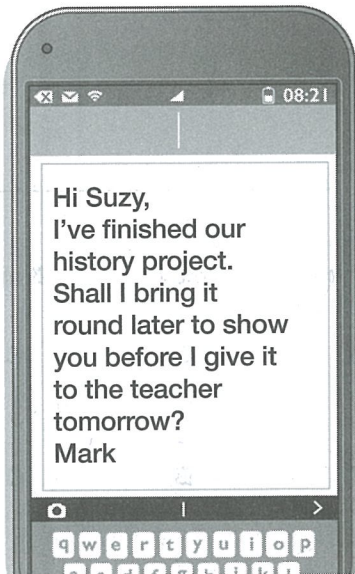 08:21
Hi Suzy,
I've finished our
history project.
Shall I bring it
round later to show
you before I give it
to the teacher
tomorrow?
Mark
q w e r t y u i o p